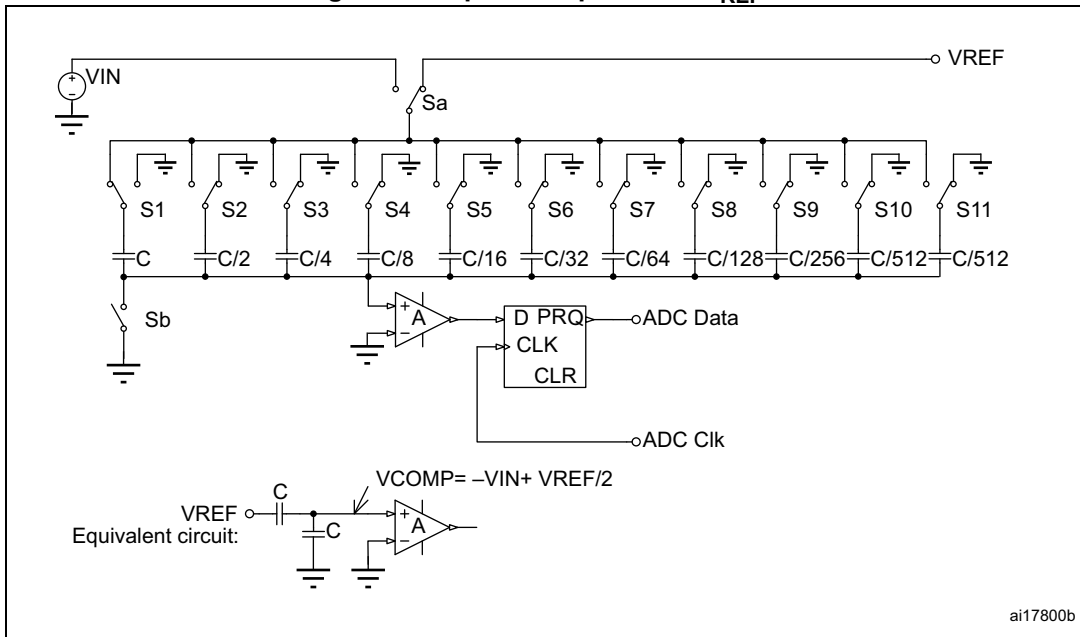 VREF
VIN
Sa
S1 S2 S3 S4 S5 S6 S7 S8 S9 S10 S11
C C/2 C/4 C/8 C/16 C/32 C/64 C/128 C/256 C/512 C/512
Sb
+
A
–
D PRQ
CLK
CLR
ADC Data
ADC Clk
VCOMP= –VIN+ VREF/2
C
VREF
C
+
A
–
Equivalent circuit:
ai17800b